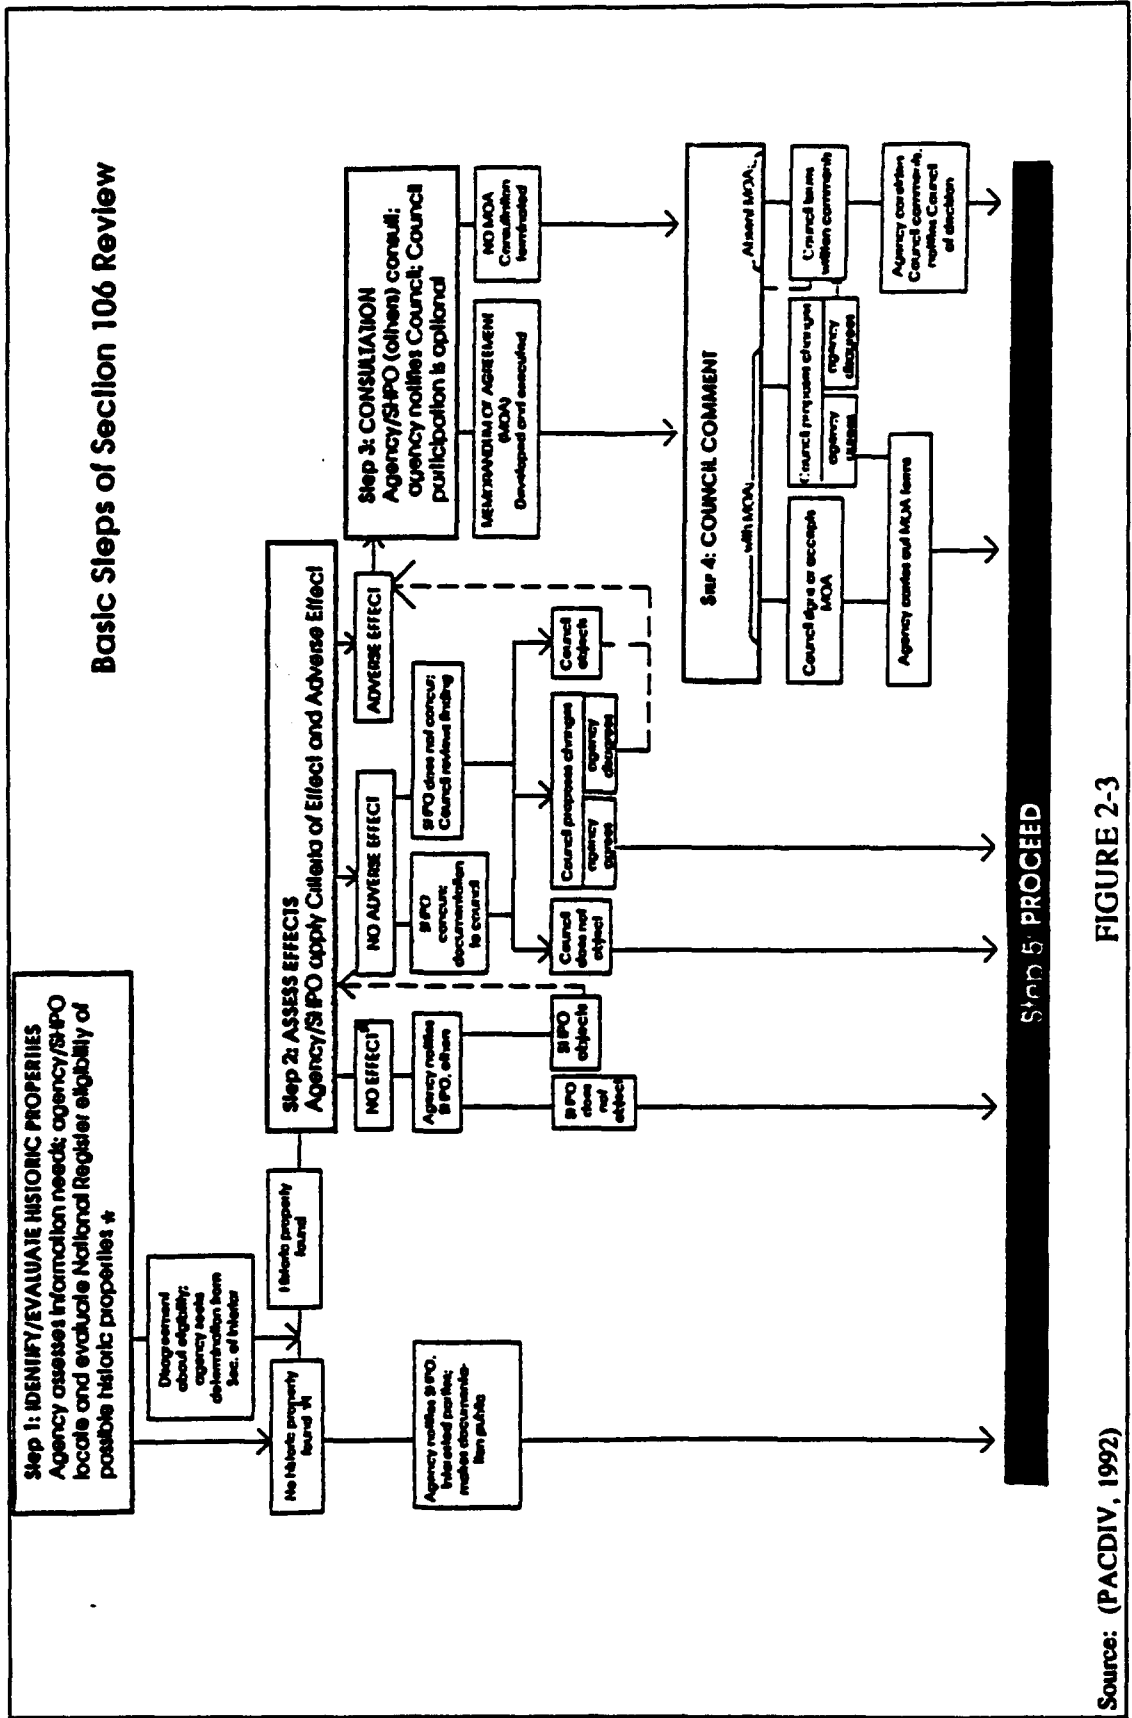 Basic Steps of Section 106 Review
Step 1: IDENTIFY/EVALUATE HISTORIC PROPERTIES
Agency assesses information needs; agency/SHPO
locate and evaluate National Register eligibility of
possible historic properties *
Disagreement
about eligibility;
agency seeks
determination from
Sec. of Interior
No historic property
found *
Historic property
found
Agency notifies SHPO,
interested parties;
makes documenta-
tion public
Step 2: ASSESS EFFECTS
Agency/SHPO apply Criteria of Effect and Adverse Effect
NO EFFECT*
Agency notifies
SHPO, others
SHPO
does
not
object
SHPO
objects
NO ADVERSE EFFECT
SHPO
concurs;
documentation
to council
SHPO does not concur;
Council reviews finding
Council
does not
object
Council proposes changes
agency
agrees
agency
disagrees
Council
objects
ADVERSE EFFECT
Step 3: CONSULTATION
Agency/SHPO (others) consult;
agency notifies Council; Council
participation is optional
MEMORANDUM OF AGREEMENT
(MOA)
Developed and executed
NO MOA
Consultation
terminated
Step 4: COUNCIL COMMENT
with MOA:
Absent MOA:
Council signs or accepts
MOA
Council proposes changes
agency
agrees
agency
disagrees
Council issues
written comments
Agency carries out MOA terms
Agency considers
Council comments,
notifies Council
of decision
Step 5: PROCEED
FIGURE 2-3
Source: (PACDIV, 1992)